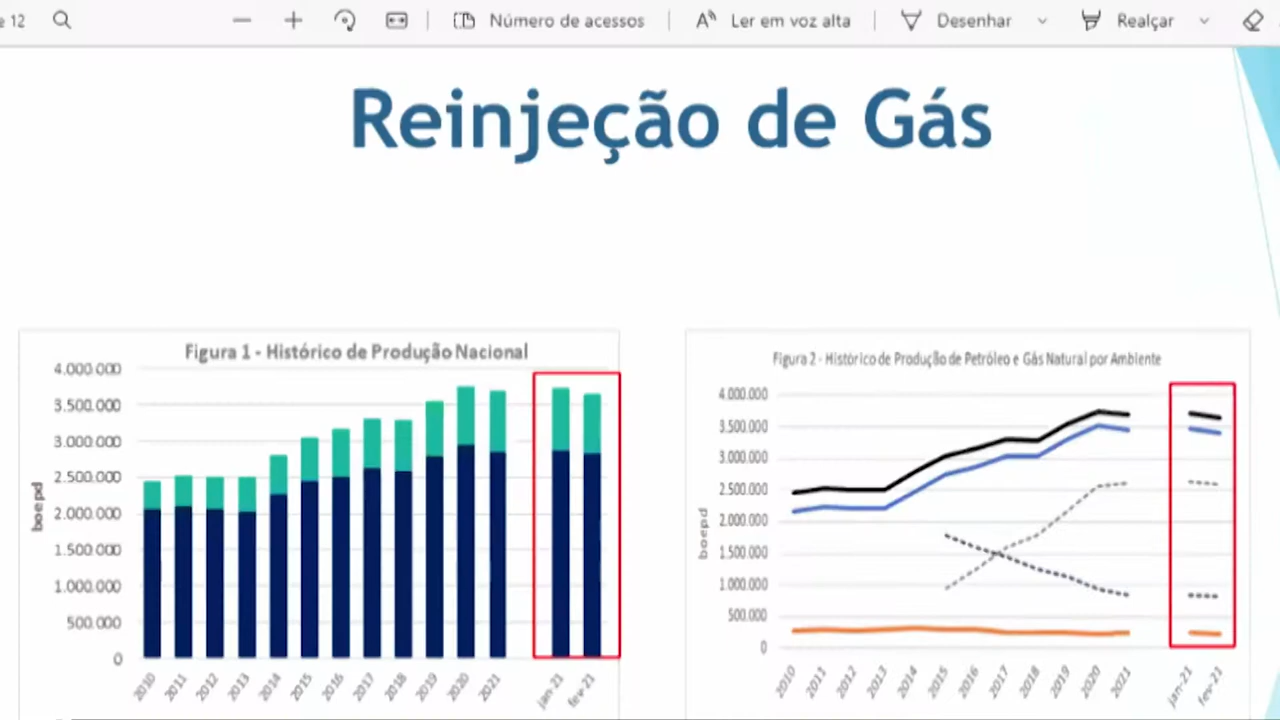 e 12 Número de acessos Ler em voz alta Desenhar Realçar
Reinjeção de Gás
Figura 1 - Histórico de Produção Nacional
4.000.000
3.500.000
3.000.000
2.500.000
2.000.000
1.500.000
1.000.000
500.000
0
boepd
2010 2011 2012 2013 2014 2015 2016 2017 2018 2019 2020 2021 jan-21 fev-21
Figura 2 - Histórico de Produção de Petróleo e Gás Natural por Ambiente
4.000.000
3.500.000
3.000.000
2.500.000
2.000.000
1.500.000
1.000.000
500.000
0
boepd
2010 2011 2012 2013 2014 2015 2016 2017 2018 2019 2020 2021 jan-21 fev-21